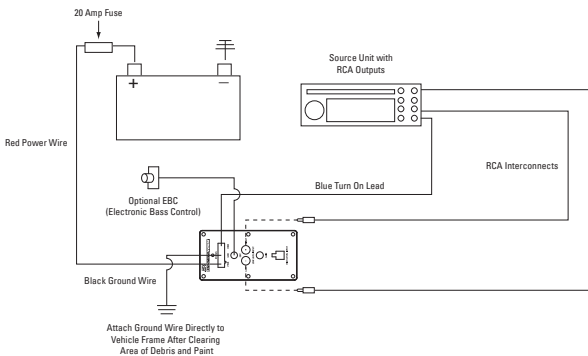 20 Amp Fuse
+
–
Source Unit with
RCA Outputs
Red Power Wire
RCA Interconnects
Blue Turn On Lead
Optional EBC
(Electronic Bass Control)
Black Ground Wire
Attach Ground Wire Directly to
Vehicle Frame After Clearing
Area of Debris and Paint